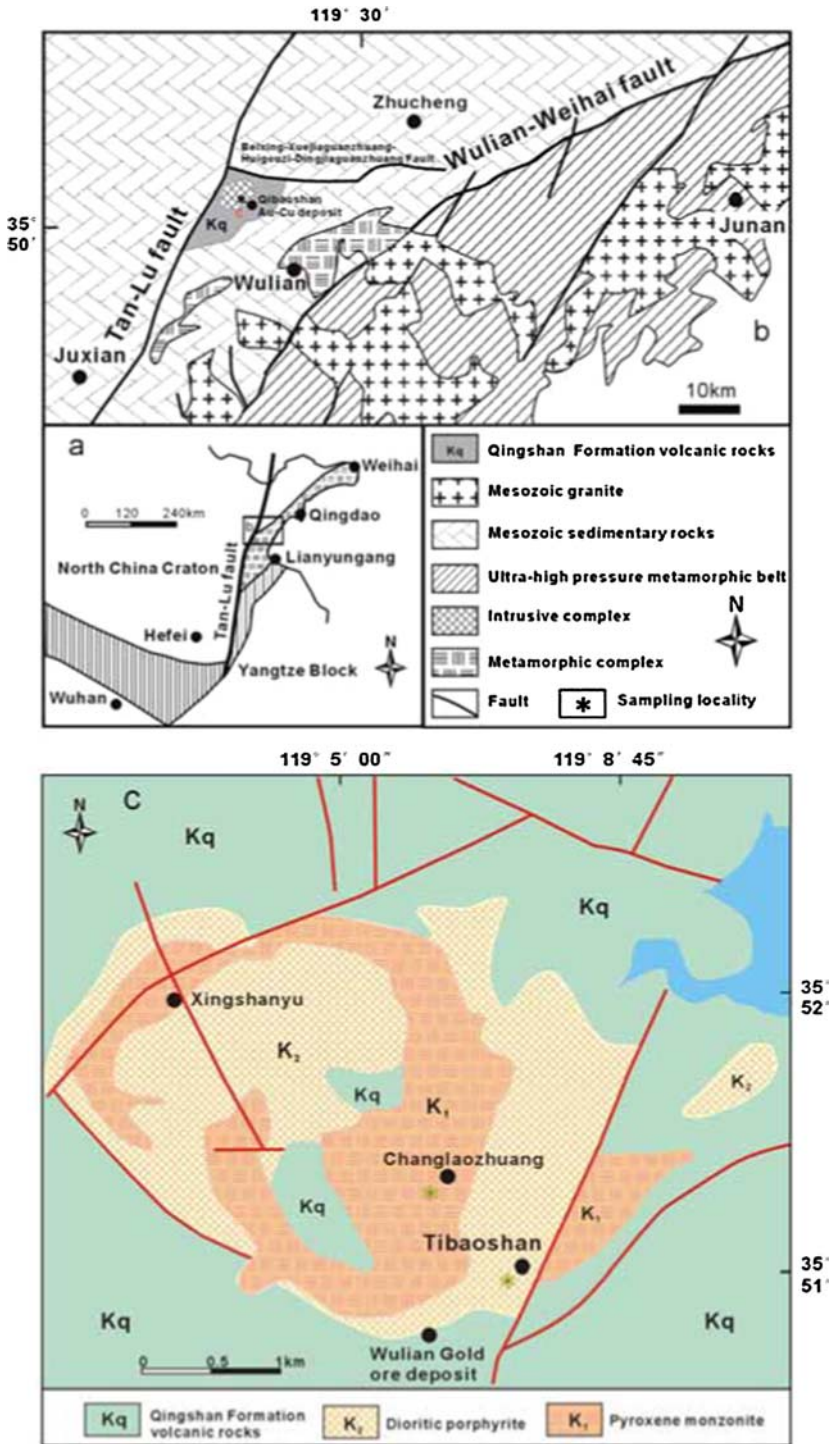 119° 30′
Zhucheng
Wulian-Weihai fault
Beixing-Xuejiaguanzhuang-
Huigouzi-Dingjiaguanzhuang Fault
Qibaoshan
Au-Cu deposit
c
Kq
35°
50′
Tan-Lu fault
Junan
Wulian
Juxian
b
10km
a
Weihai
0 120 240km
Qingdao
b
North China Craton
Tan-Lu fault
Lianyungang
Hefei
N
Yangtze Block
Wuhan
Kq Qingshan Formation volcanic rocks
Mesozoic granite
Mesozoic sedimentary rocks
Ultra-high pressure metamorphic belt
Intrusive complex
N
Metamorphic complex
Fault * Sampling locality
119° 5′ 00″ 119° 8′ 45″
C
N
Kq
Kq
Xingshanyu
35°
52′
K₂
Kq
K₁
K₂
Changlaozhuang
Kq
K₁
Tibaoshan
35°
51′
Kq
Kq
Wulian Gold
ore deposit
0 0.5 1km
Kq Qingshan Formation
volcanic rocks
K₂ Dioritic porphyrite
K₁ Pyroxene monzonite